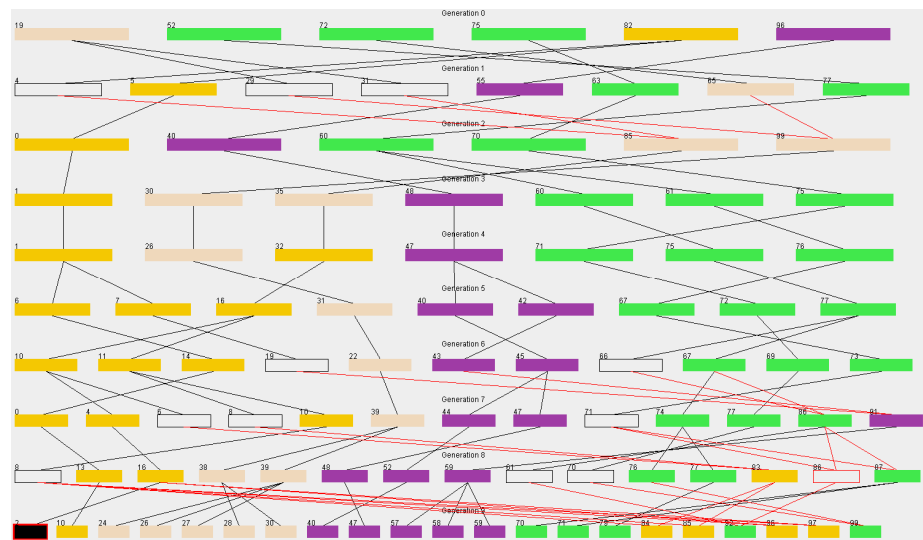 Generation 0
19 52 72 75 82 96
Generation 1
4 5 29 31 55 63 65 77
Generation 2
0 40 60 70 85 99
Generation 3
1 30 35 48 60 61 75
Generation 4
1 26 32 47 71 75 76
Generation 5
6 7 16 31 40 42 67 72 77
Generation 6
10 11 14 19 22 43 45 66 67 69 73
Generation 7
0 4 6 8 10 39 44 47 71 74 77 86 91
Generation 8
8 13 16 38 39 48 52 59 61 70 76 77 83 86 87
Generation 9
2 10 24 26 27 28 30 40 47 57 58 59 70 71 73 84 85 92 96 97 99